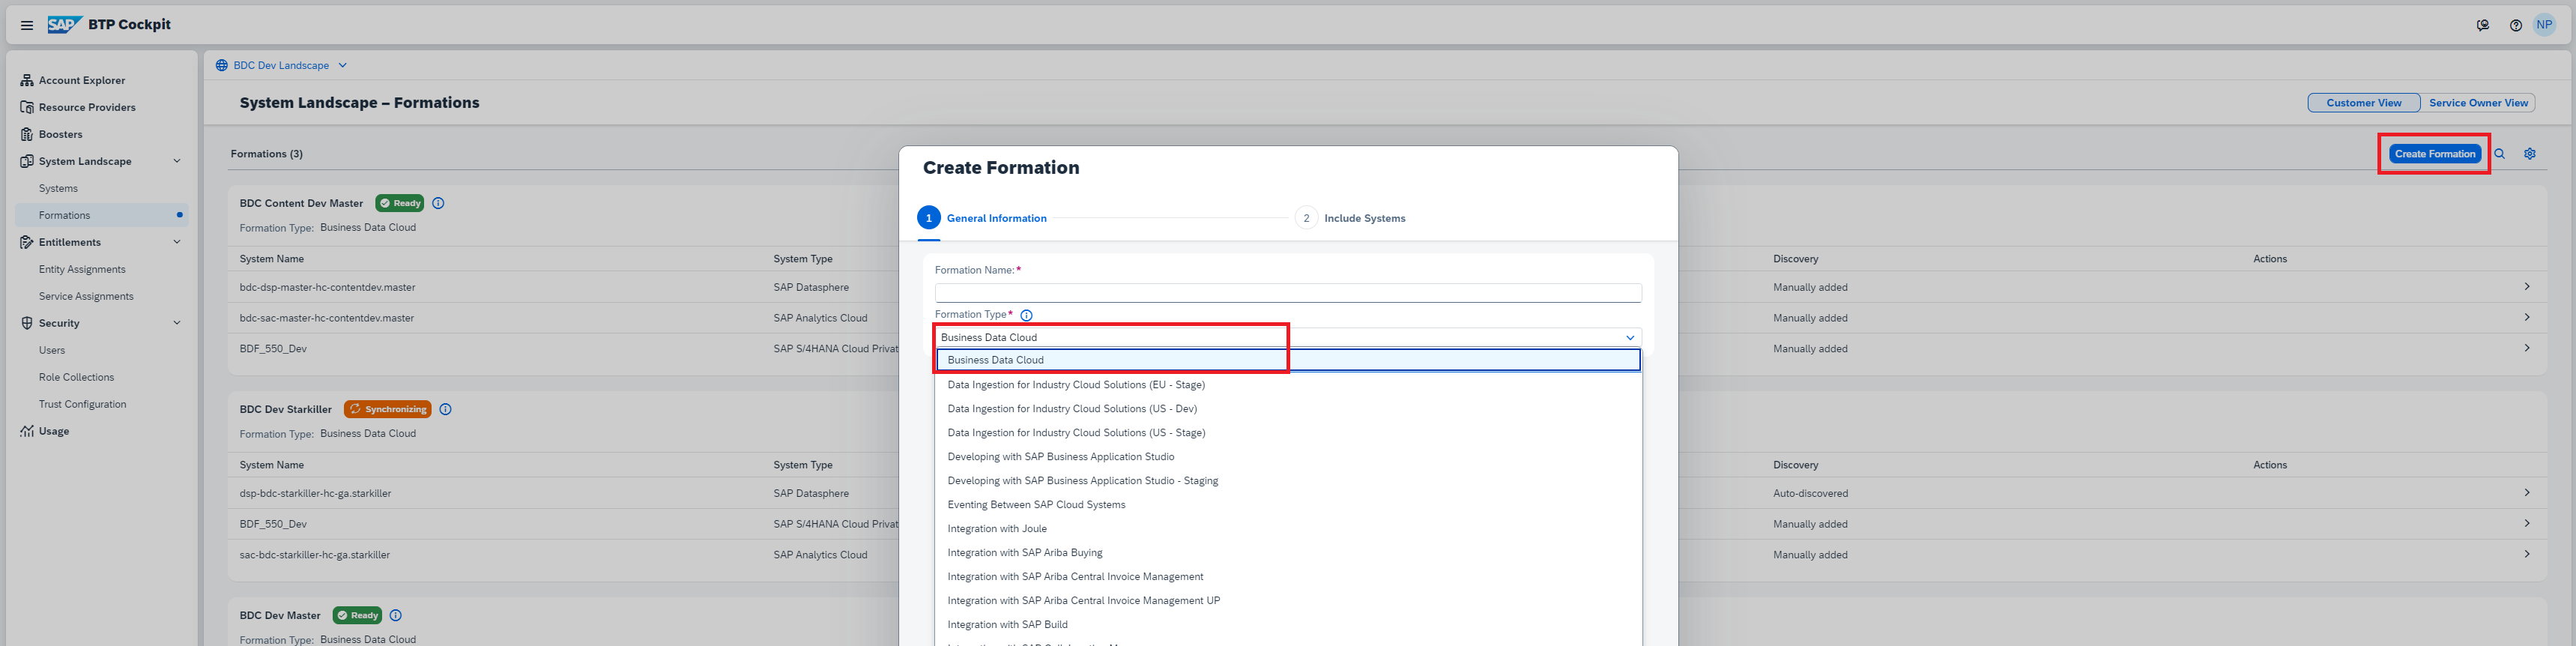 SAP BTP Cockpit
NP
Account Explorer
Resource Providers
Boosters
System Landscape
Systems
Formations
Entitlements
Entity Assignments
Service Assignments
Security
Users
Role Collections
Trust Configuration
Usage
BDC Dev Landscape
System Landscape – Formations
Customer View Service Owner View
Formations (3)
Create Formation
BDC Content Dev Master Ready
Formation Type: Business Data Cloud
System Name System Type Discovery Actions
bdc-dsp-master-hc-contentdev.master SAP Datasphere Manually added
bdc-sac-master-hc-contentdev.master SAP Analytics Cloud Manually added
BDF_550_Dev SAP S/4HANA Cloud Privat Manually added
BDC Dev Starkiller Synchronizing
Formation Type: Business Data Cloud
System Name System Type Discovery Actions
dsp-bdc-starkiller-hc-ga.starkiller SAP Datasphere Auto-discovered
BDF_550_Dev SAP S/4HANA Cloud Privat Manually added
sac-bdc-starkiller-hc-ga.starkiller SAP Analytics Cloud Manually added
BDC Dev Master Ready
Formation Type: Business Data Cloud
Create Formation
1 General Information 2 Include Systems
Formation Name:*
Formation Type*
Business Data Cloud
Business Data Cloud
Data Ingestion for Industry Cloud Solutions (EU - Stage)
Data Ingestion for Industry Cloud Solutions (US - Dev)
Data Ingestion for Industry Cloud Solutions (US - Stage)
Developing with SAP Business Application Studio
Developing with SAP Business Application Studio - Staging
Eventing Between SAP Cloud Systems
Integration with Joule
Integration with SAP Ariba Buying
Integration with SAP Ariba Central Invoice Management
Integration with SAP Ariba Central Invoice Management UP
Integration with SAP Build